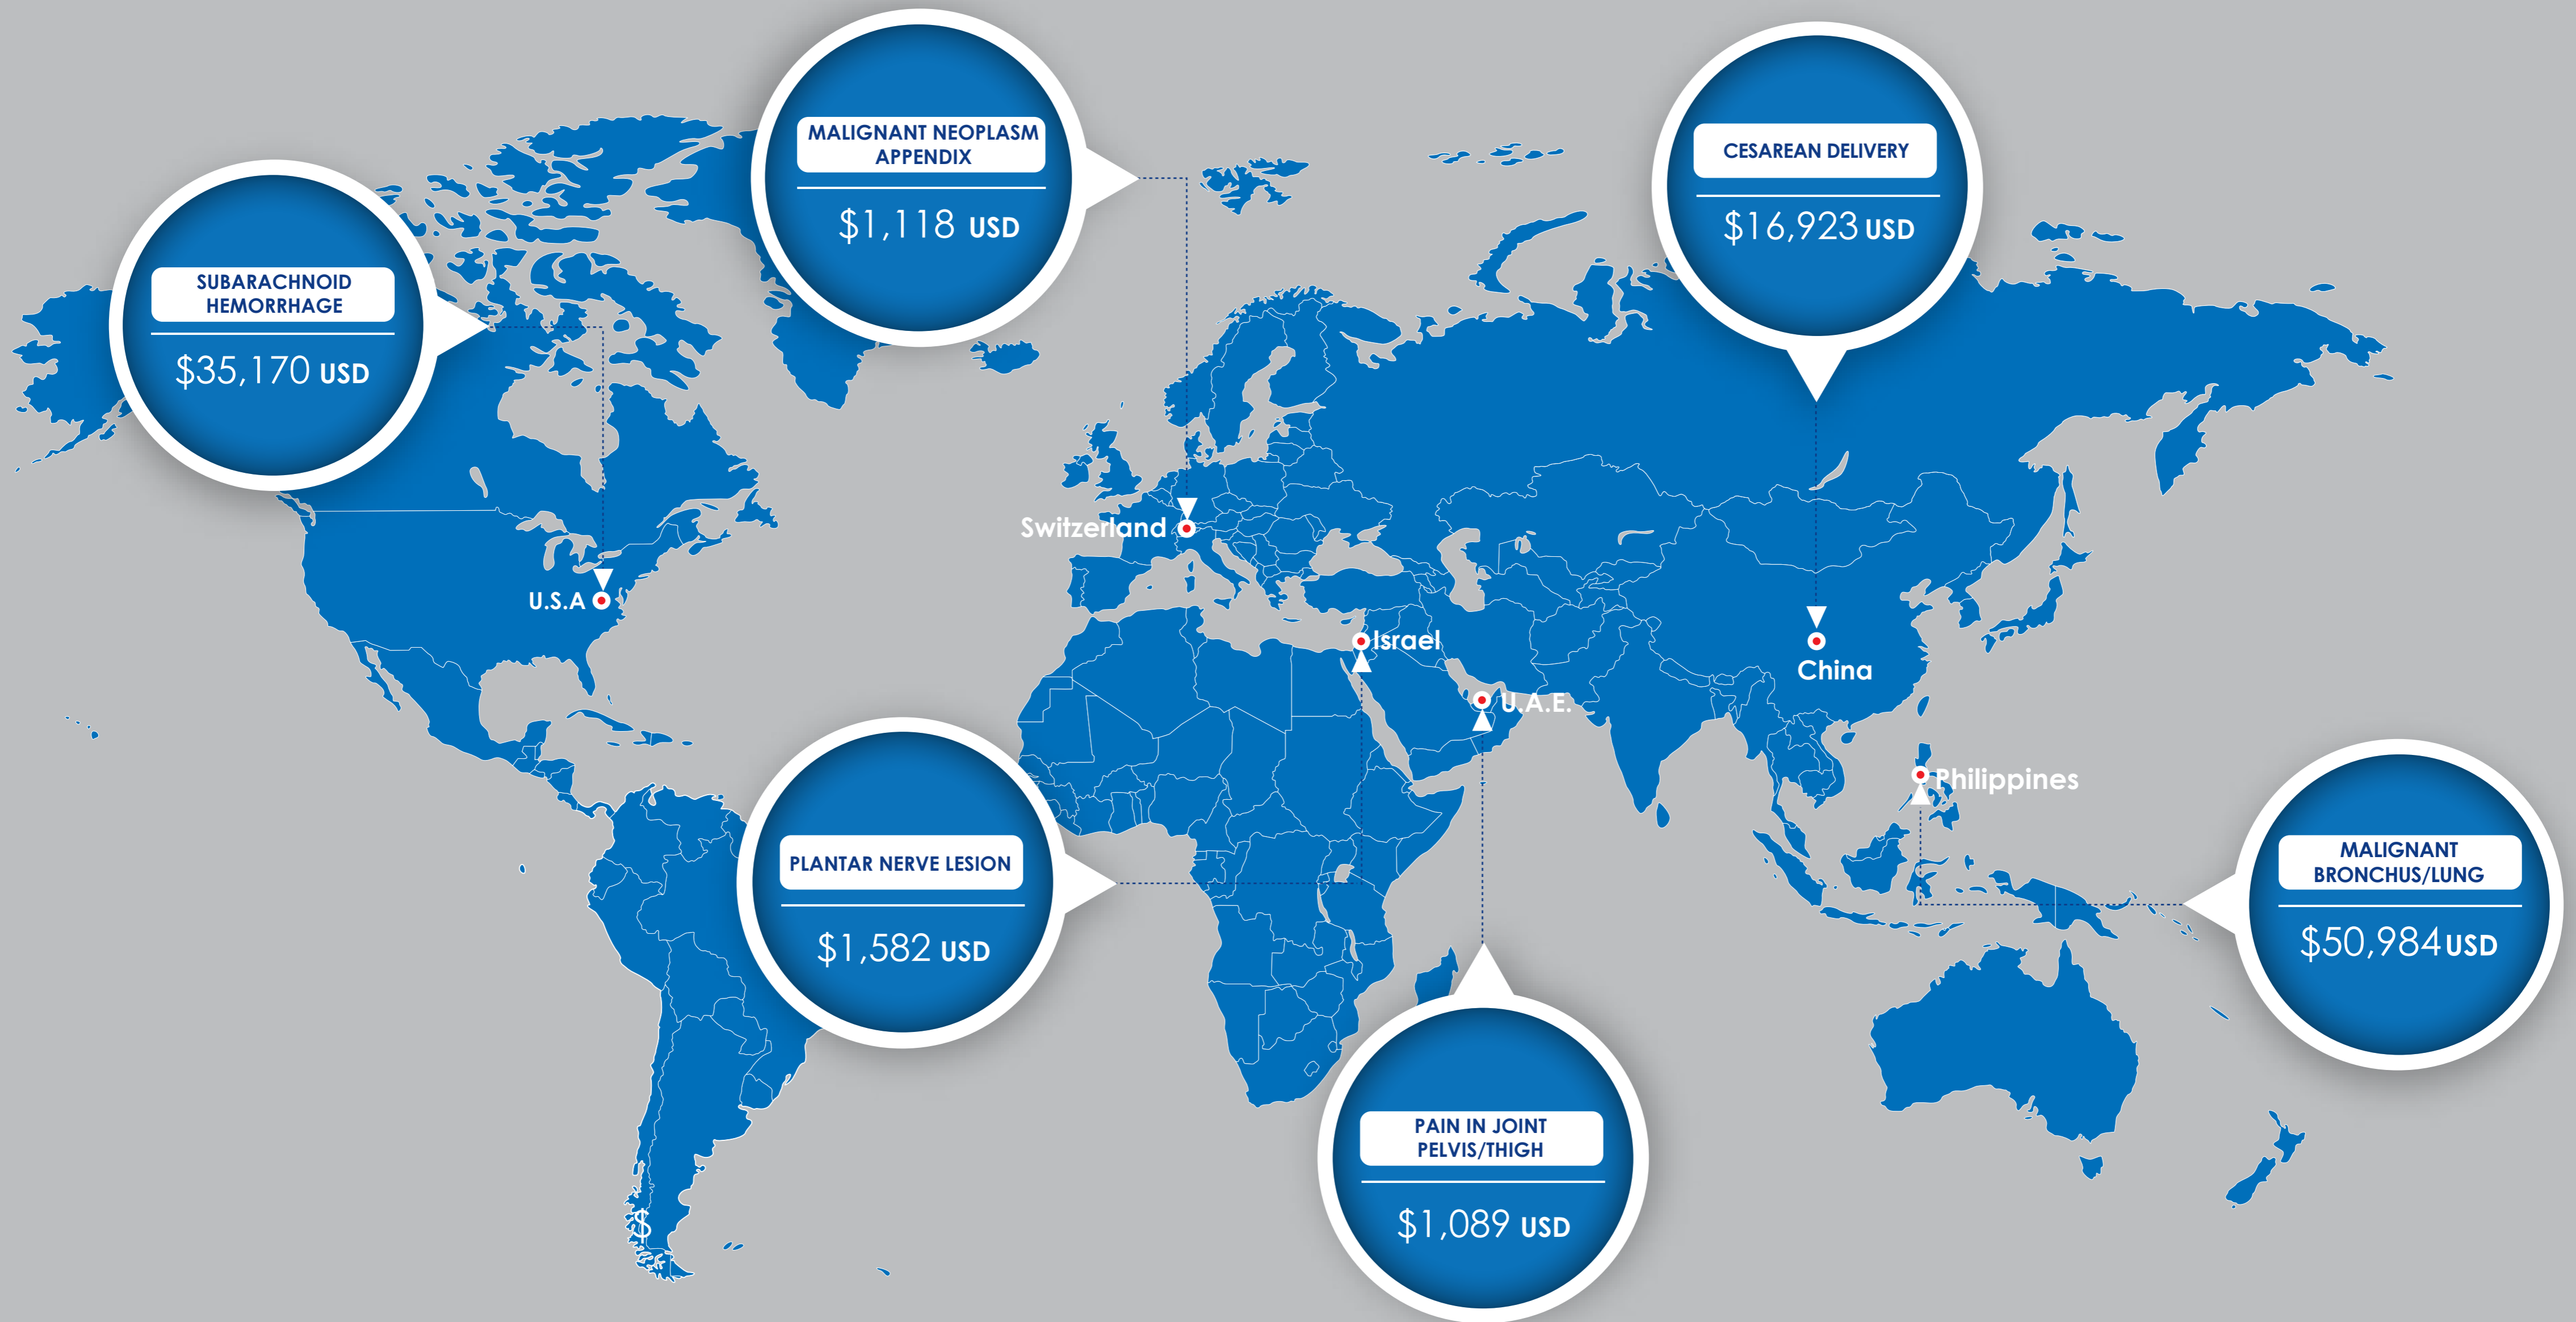 MALIGNANT NEOPLASM
APPENDIX
$1,118 USD
CESAREAN DELIVERY
$16,923 USD
SUBARACHNOID
HEMORRHAGE
$35,170 USD
Switzerland
U.S.A
Israel
China
U.A.E.
Philippines
PLANTAR NERVE LESION
$1,582 USD
MALIGNANT
BRONCHUS/LUNG
$50,984 USD
PAIN IN JOINT
PELVIS/THIGH
$1,089 USD
$